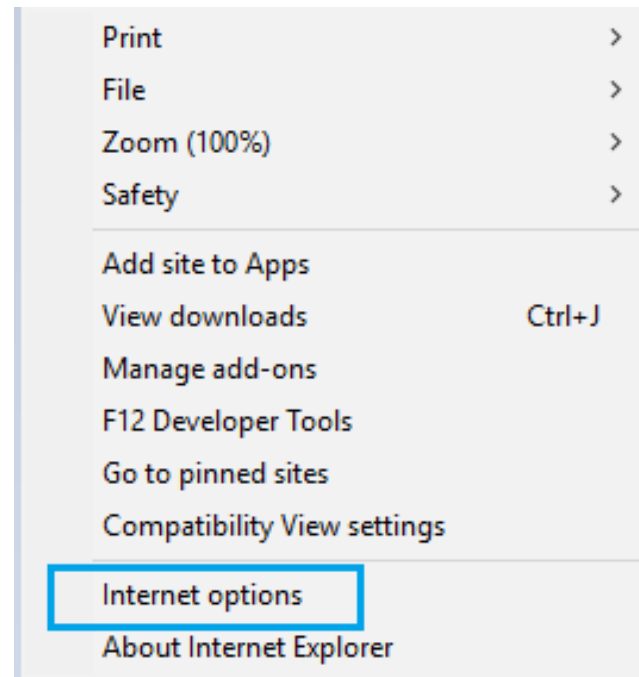 Print
File
Zoom (100%)
Safety
Add site to Apps
View downloads Ctrl+J
Manage add-ons
F12 Developer Tools
Go to pinned sites
Compatibility View settings
Internet options
About Internet Explorer